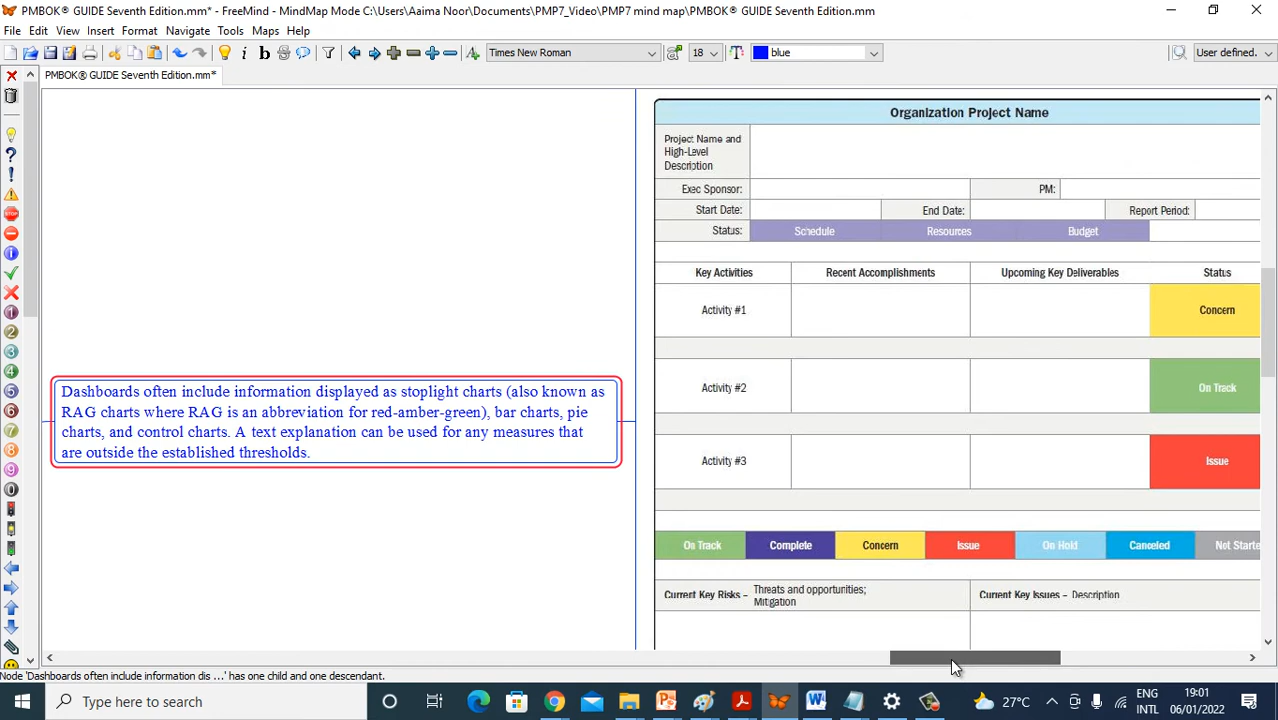 PMBOK® GUIDE Seventh Edition.mm* - FreeMind - MindMap Mode C:\Users\Aaima Noor\Documents\PMP7_Video\PMP7 mind map\PMBOK® GUIDE Seventh Edition.mm)
File Edit View Insert Format Navigate Tools Maps Help
Times New Roman 18 blue User defined.
PMBOK® GUIDE Seventh Edition.mm*
Organization Project Name
Project Name and
High-Level
Description
Exec Sponsor: PM:
Start Date: End Date: Report Period:
Status: Schedule Resources Budget
Key Activities Recent Accomplishments Upcoming Key Deliverables Status
Activity #1 Concern
Activity #2 On Track
Activity #3 Issue
Dashboards often include information displayed as stoplight charts (also known as
RAG charts where RAG is an abbreviation for red-amber-green), bar charts, pie
charts, and control charts. A text explanation can be used for any measures that
are outside the established thresholds.
On Track Complete Concern Issue On Hold Canceled Not Starte
Current Key Risks – Threats and opportunities;
Mitigation
Current Key Issues – Description
Node 'Dashboards often include information dis ...' has one child and one descendant.
Type here to search
27°C
ENG
INTL
19:01
06/01/2022